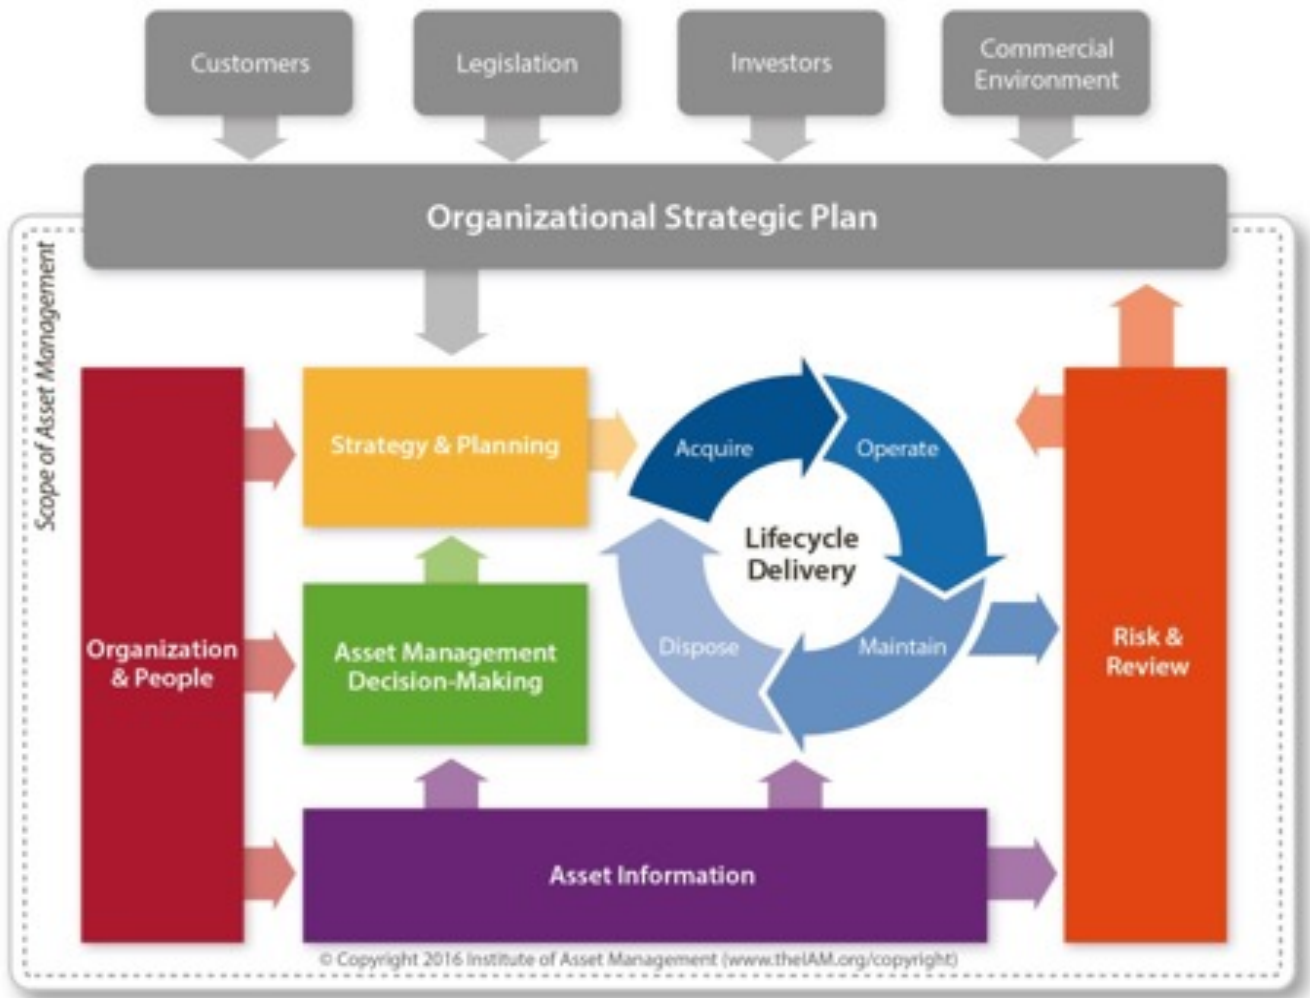 Customers
Legislation
Investors
Commercial
Environment
Organizational Strategic Plan
Scope of Asset Management
Strategy & Planning
Acquire
Operate
Lifecycle
Delivery
Organization
& People
Asset Management
Decision-Making
Dispose
Maintain
Risk &
Review
Asset Information
© Copyright 2016 Institute of Asset Management (www.theIAM.org/copyright)